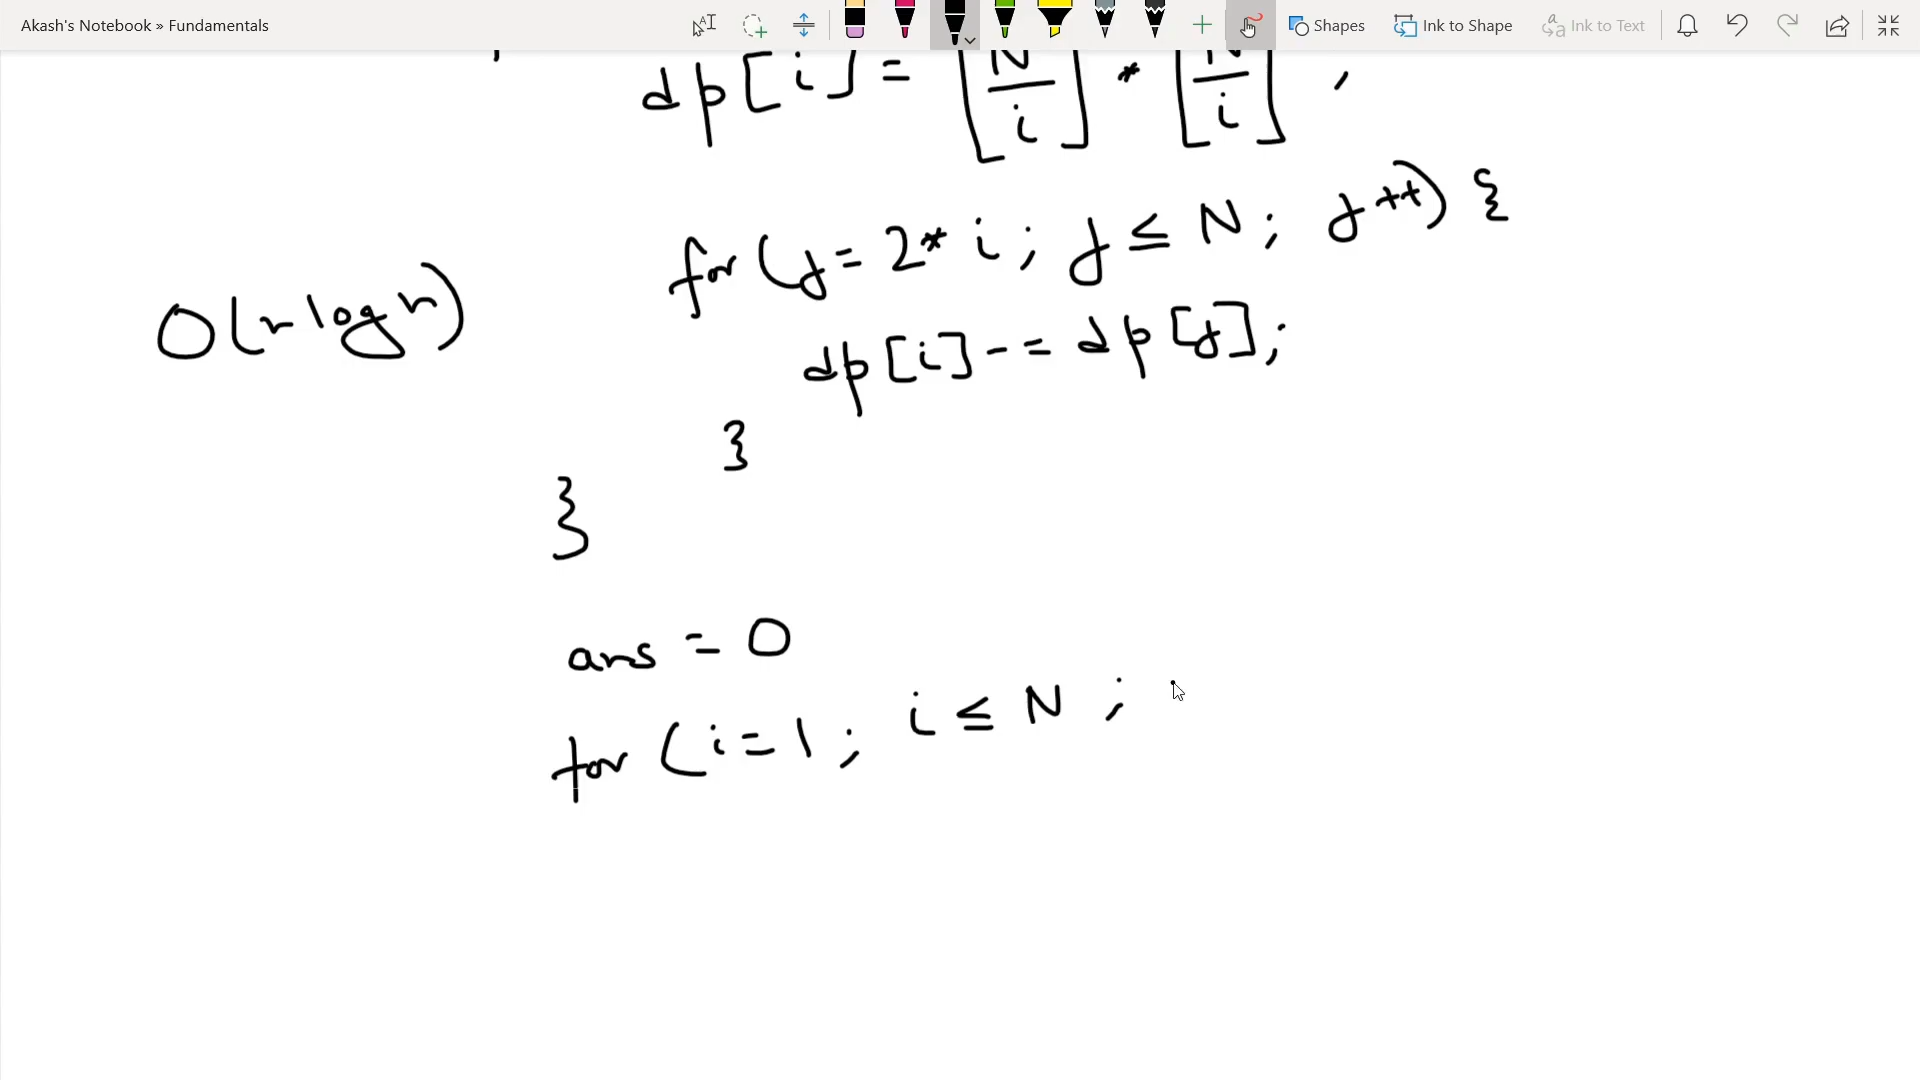 Akash's Notebook » Fundamentals
Shapes
Ink to Shape
Ink to Text
dp[i] = [N/i] * [N/i] ;
for (j = 2* i ; j ≤ N ; j++) {
O(n log n)
dp[i] -= dp[j];
}
}
ans = 0
for (i = 1 ; i ≤ N ;